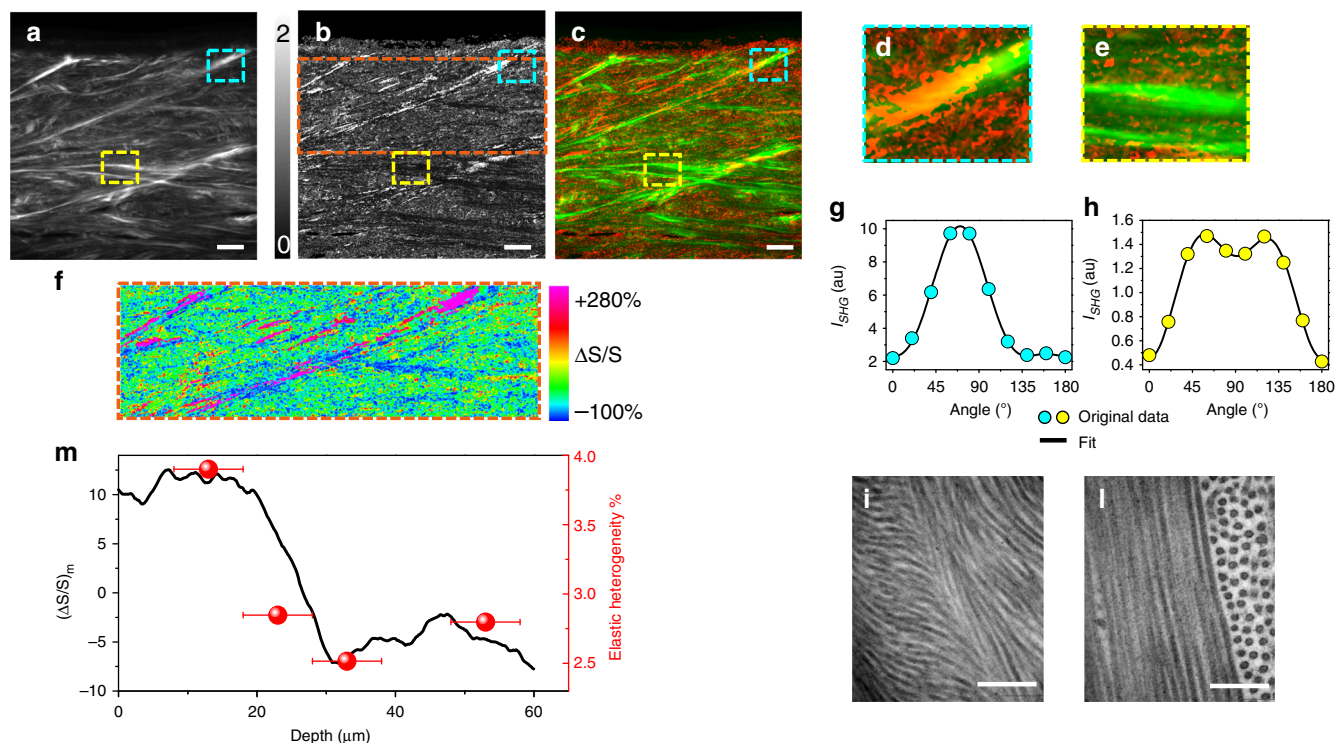 a
b
c
d
e
2
0
f
+280%
ΔS/S
−100%
g
I_SHG (au)
10
8
6
4
2
0 45 90 135 180
Angle (°)
h
I_SHG (au)
1.6
1.4
1.2
1.0
0.8
0.6
0.4
0 45 90 135 180
Angle (°)
Original data
Fit
m
(ΔS/S)m
10
5
0
−5
−10
0 20 40 60
Depth (μm)
4.0
3.5
3.0
2.5
Elastic heterogeneity %
i
l